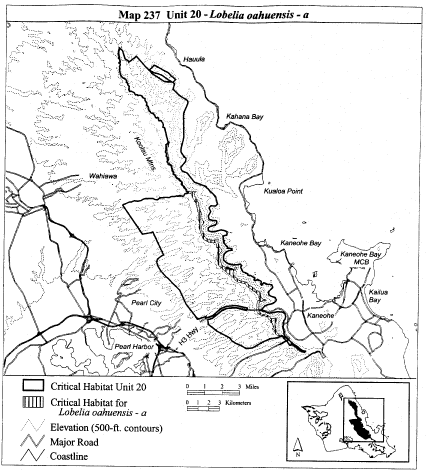 Map 237 Unit 20 - Lobelia oahuensis - a
Hauula
Kahana Bay
Koolau Mtns
Wahiawa
Kualoa Point
Kaneohe Bay
Kaneohe Bay
MCB
Kailua
Bay
Pearl City
Kaneohe
H3 HWY
Pearl Harbor
Critical Habitat Unit 20
0 1 2 3 Miles
Critical Habitat for
Lobelia oahuensis - a
0 1 2 3 Kilometers
Elevation (500-ft. contours)
Major Road
Coastline
N